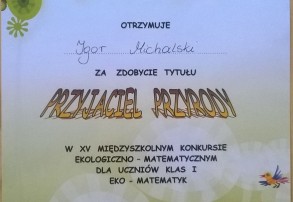 OTRZYMUJE
Igor Michalski
ZA ZDOBYCIE TYTUŁU
PRZYJACIEL PRZYRODY
W XV MIĘDZYSZKOLNYM KONKURSIE
EKOLOGICZNO - MATEMATYCZNYM
DLA UCZNIÓW KLAS I
EKO - MATEMATYK